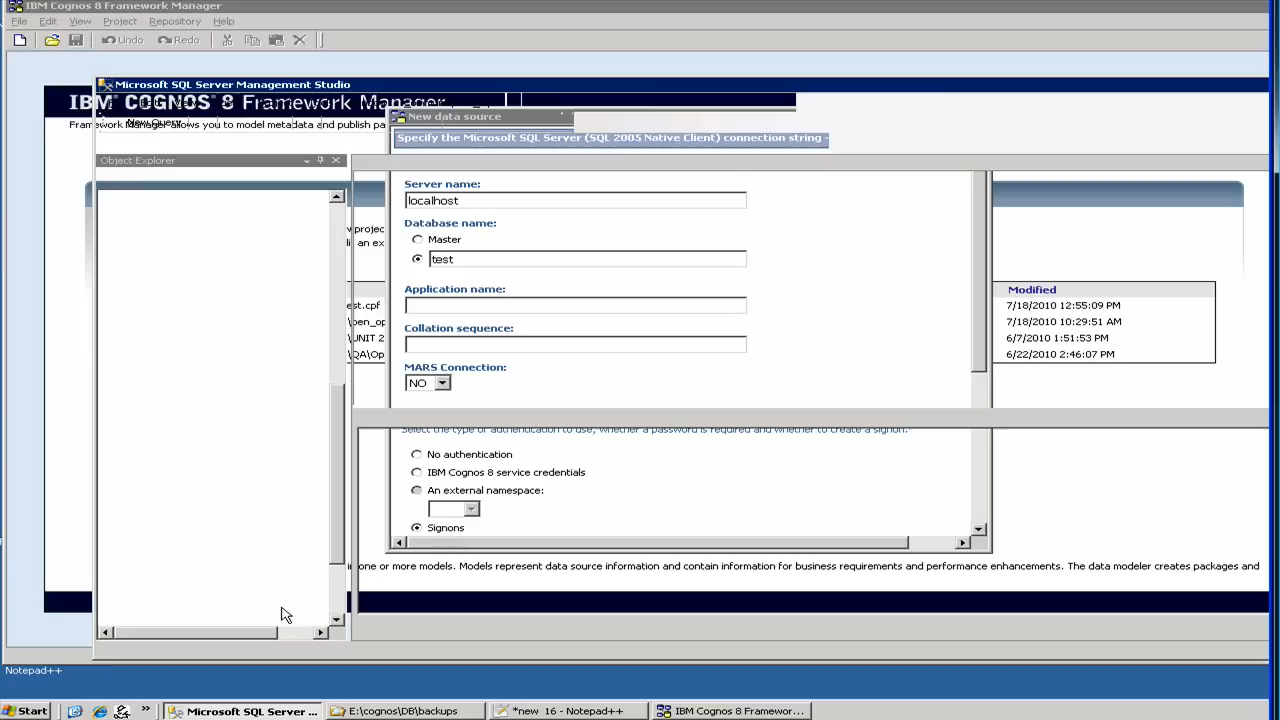 IBM Cognos 8 Framework Manager
File Edit View Project Repository Help
Undo Redo
Microsoft SQL Server Management Studio
IBM COGNOS 8 Framework Manager
New data source
New Query
Framework Manager allows you to model metadata and publish pa
Specify the Microsoft SQL Server (SQL 2005 Native Client) connection string -
Object Explorer
Server name:
localhost
Database name:
Master
test
Application name:
Collation sequence:
MARS Connection:
NO
Modified
est.cpf 7/18/2010 12:55:09 PM
\pen_op 7/18/2010 10:29:51 AM
\UNIT 2 6/7/2010 1:51:53 PM
\QA\Op 6/22/2010 2:46:07 PM
Select the type of authentication to use, whether a password is required and whether to create a signon.
No authentication
IBM Cognos 8 service credentials
An external namespace:
Signons
one or more models. Models represent data source information and contain information for business requirements and performance enhancements. The data modeler creates packages and
Notepad++
Start Microsoft SQL Server ... E:\cognos\DB\backups *new 16 - Notepad++ IBM Cognos 8 Framewor...